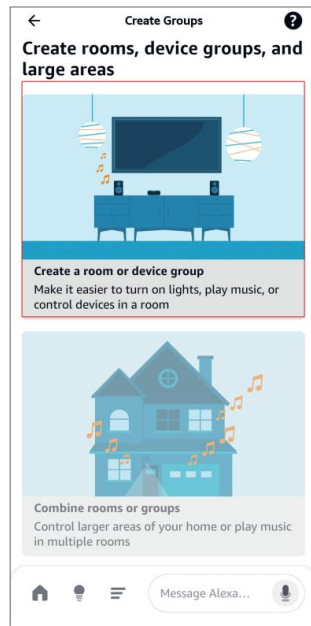 Create Groups
?
Create rooms, device groups, and
large areas
Create a room or device group
Make it easier to turn on lights, play music, or
control devices in a room
Combine rooms or groups
Control larger areas of your home or play music
in multiple rooms
Message Alexa...